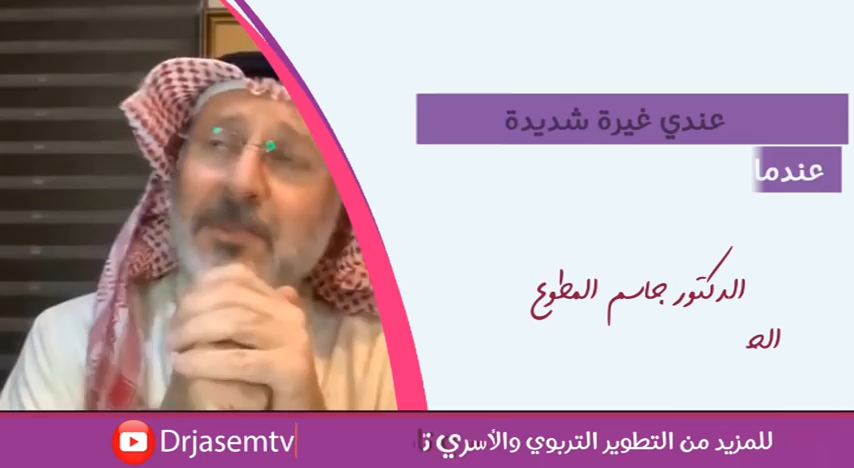 عندي غيرة شديدة
عندما
الدكتور جاسم المطوع
للمزيد من التطوير التربوي والأسري
Drjasemtv